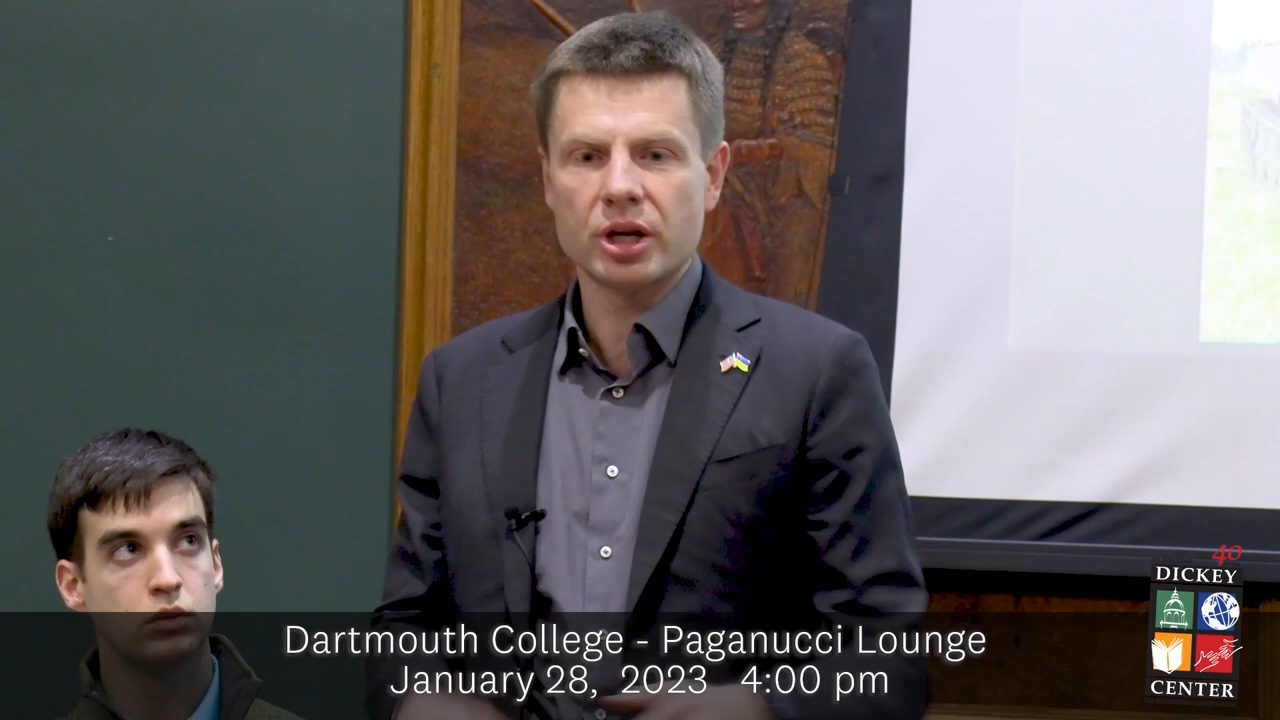 Dartmouth College - Paganucci Lounge
January 28, 2023 4:00 pm
40
DICKEY
CENTER